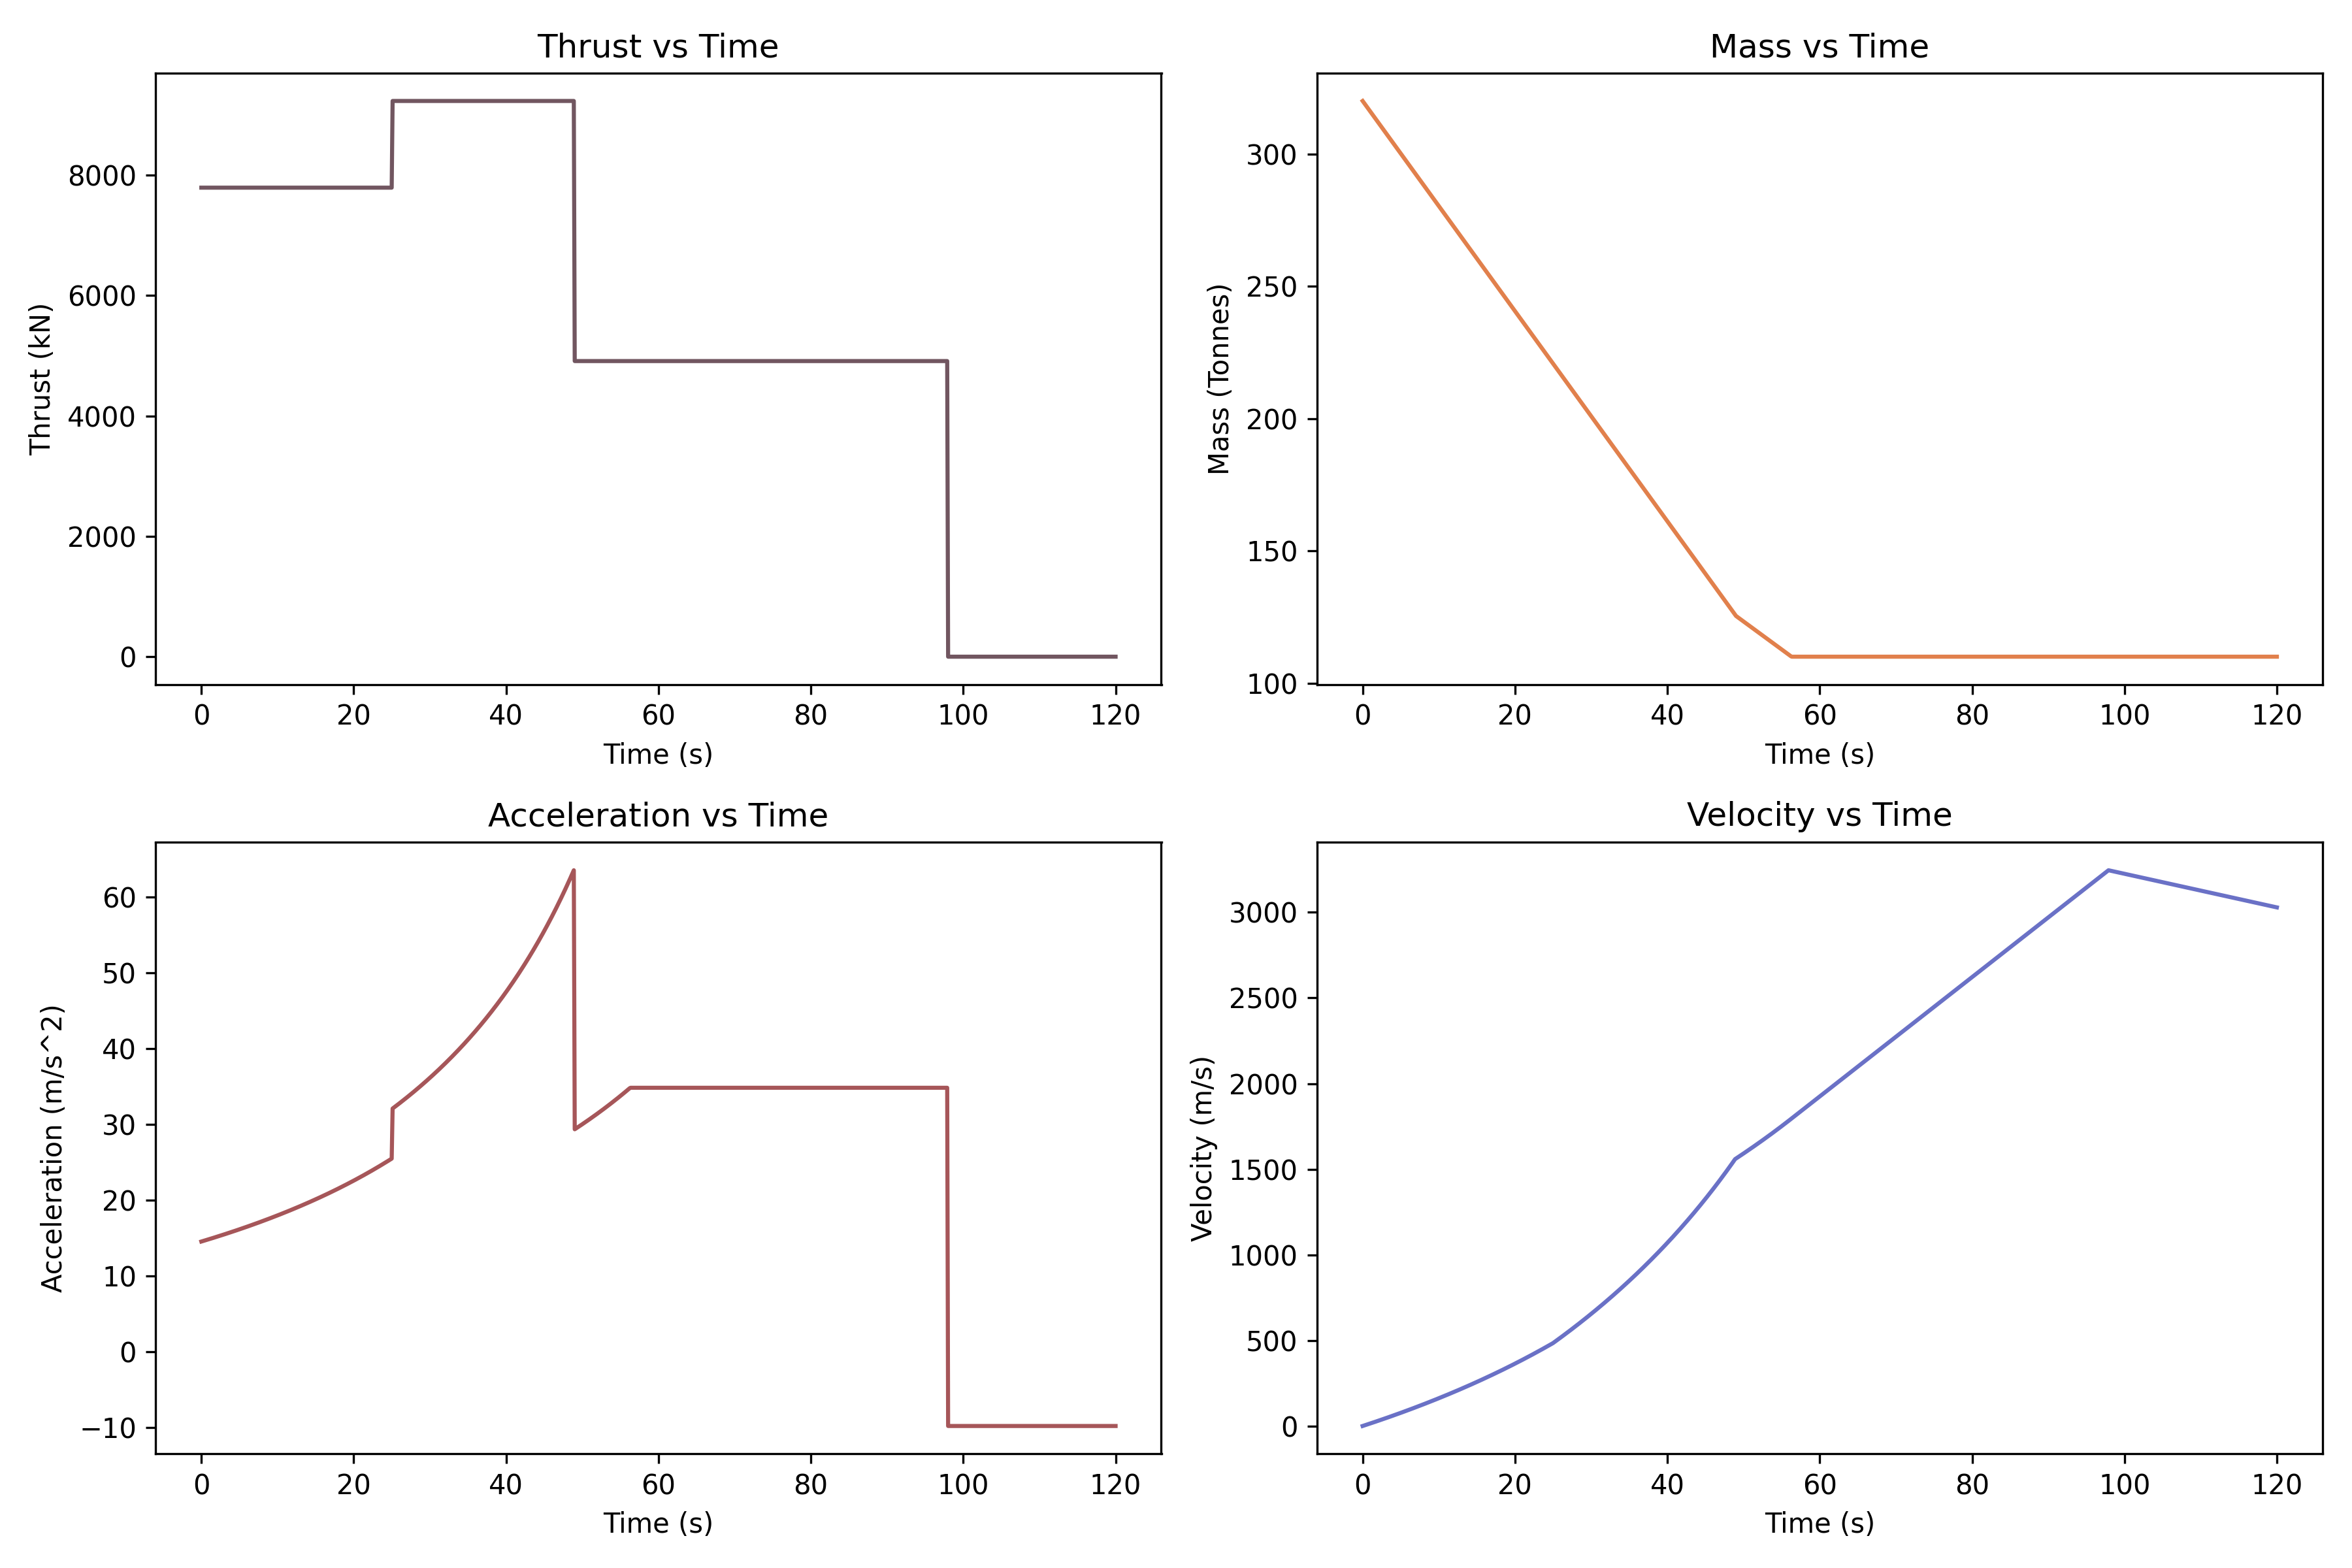 Thrust vs Time
Thrust (kN)
8000
6000
4000
2000
0
0 20 40 60 80 100 120
Time (s)
Mass vs Time
Mass (Tonnes)
300
250
200
150
100
0 20 40 60 80 100 120
Time (s)
Acceleration vs Time
Acceleration (m/s^2)
60
50
40
30
20
10
0
−10
0 20 40 60 80 100 120
Time (s)
Velocity vs Time
Velocity (m/s)
3000
2500
2000
1500
1000
500
0
0 20 40 60 80 100 120
Time (s)